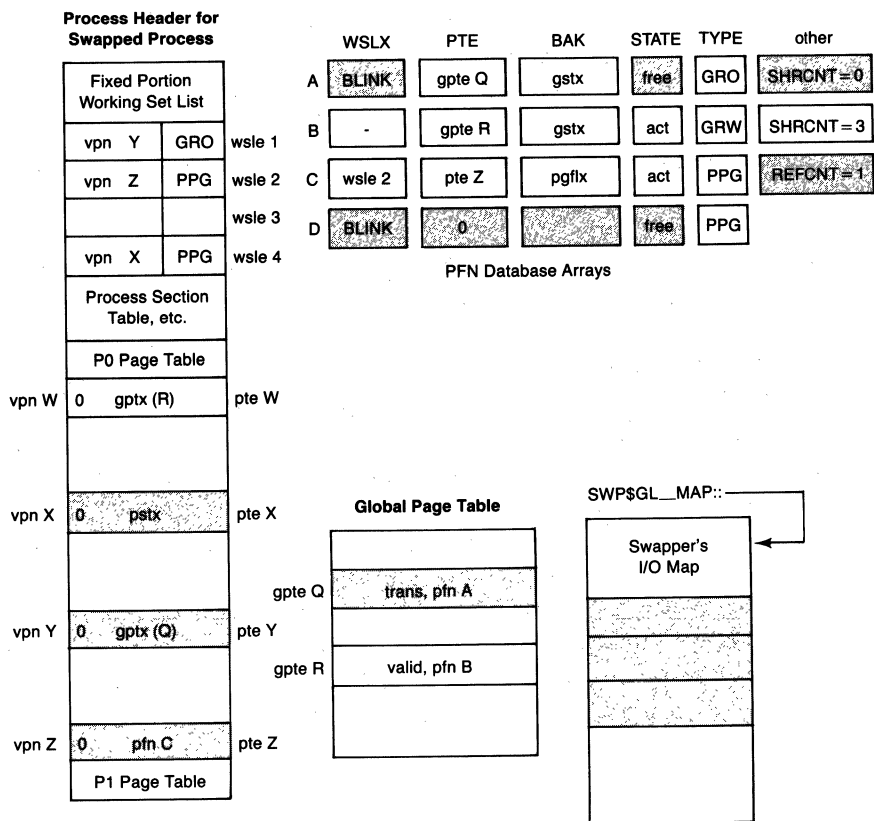 Process Header for
Swapped Process
Fixed Portion
Working Set List
vpn Y GRO wsle 1
vpn Z PPG wsle 2
wsle 3
vpn X PPG wsle 4
Process Section
Table, etc.
P0 Page Table
vpn W 0 gptx (R) pte W
vpn X 0 pstx pte X
vpn Y 0 gptx (Q) pte Y
vpn Z 0 pfn C pte Z
P1 Page Table
WSLX PTE BAK STATE TYPE other
A BLINK gpte Q gstx free GRO SHRCNT=0
B - gpte R gstx act GRW SHRCNT=3
C wsle 2 pte Z pgflx act PPG REFCNT=1
D BLINK 0 free PPG
PFN Database Arrays
Global Page Table
gpte Q trans, pfn A
gpte R valid, pfn B
SWP$GL__MAP::
Swapper's
I/O Map